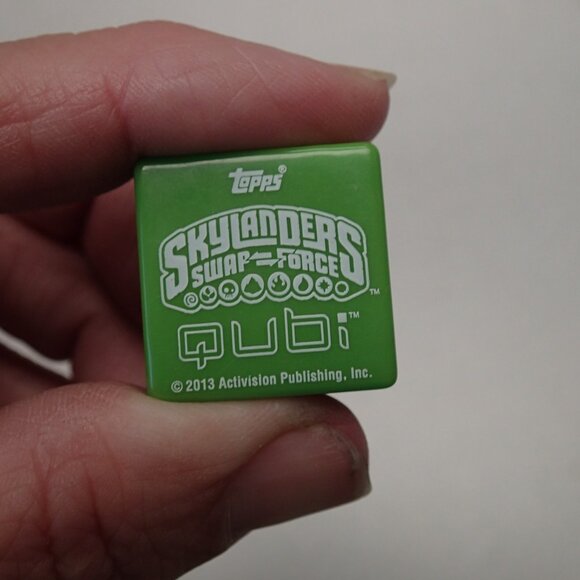 Topps®
SKYLANDERS
SWAP FORCE
™
Qubi™
© 2013 Activision Publishing, Inc.